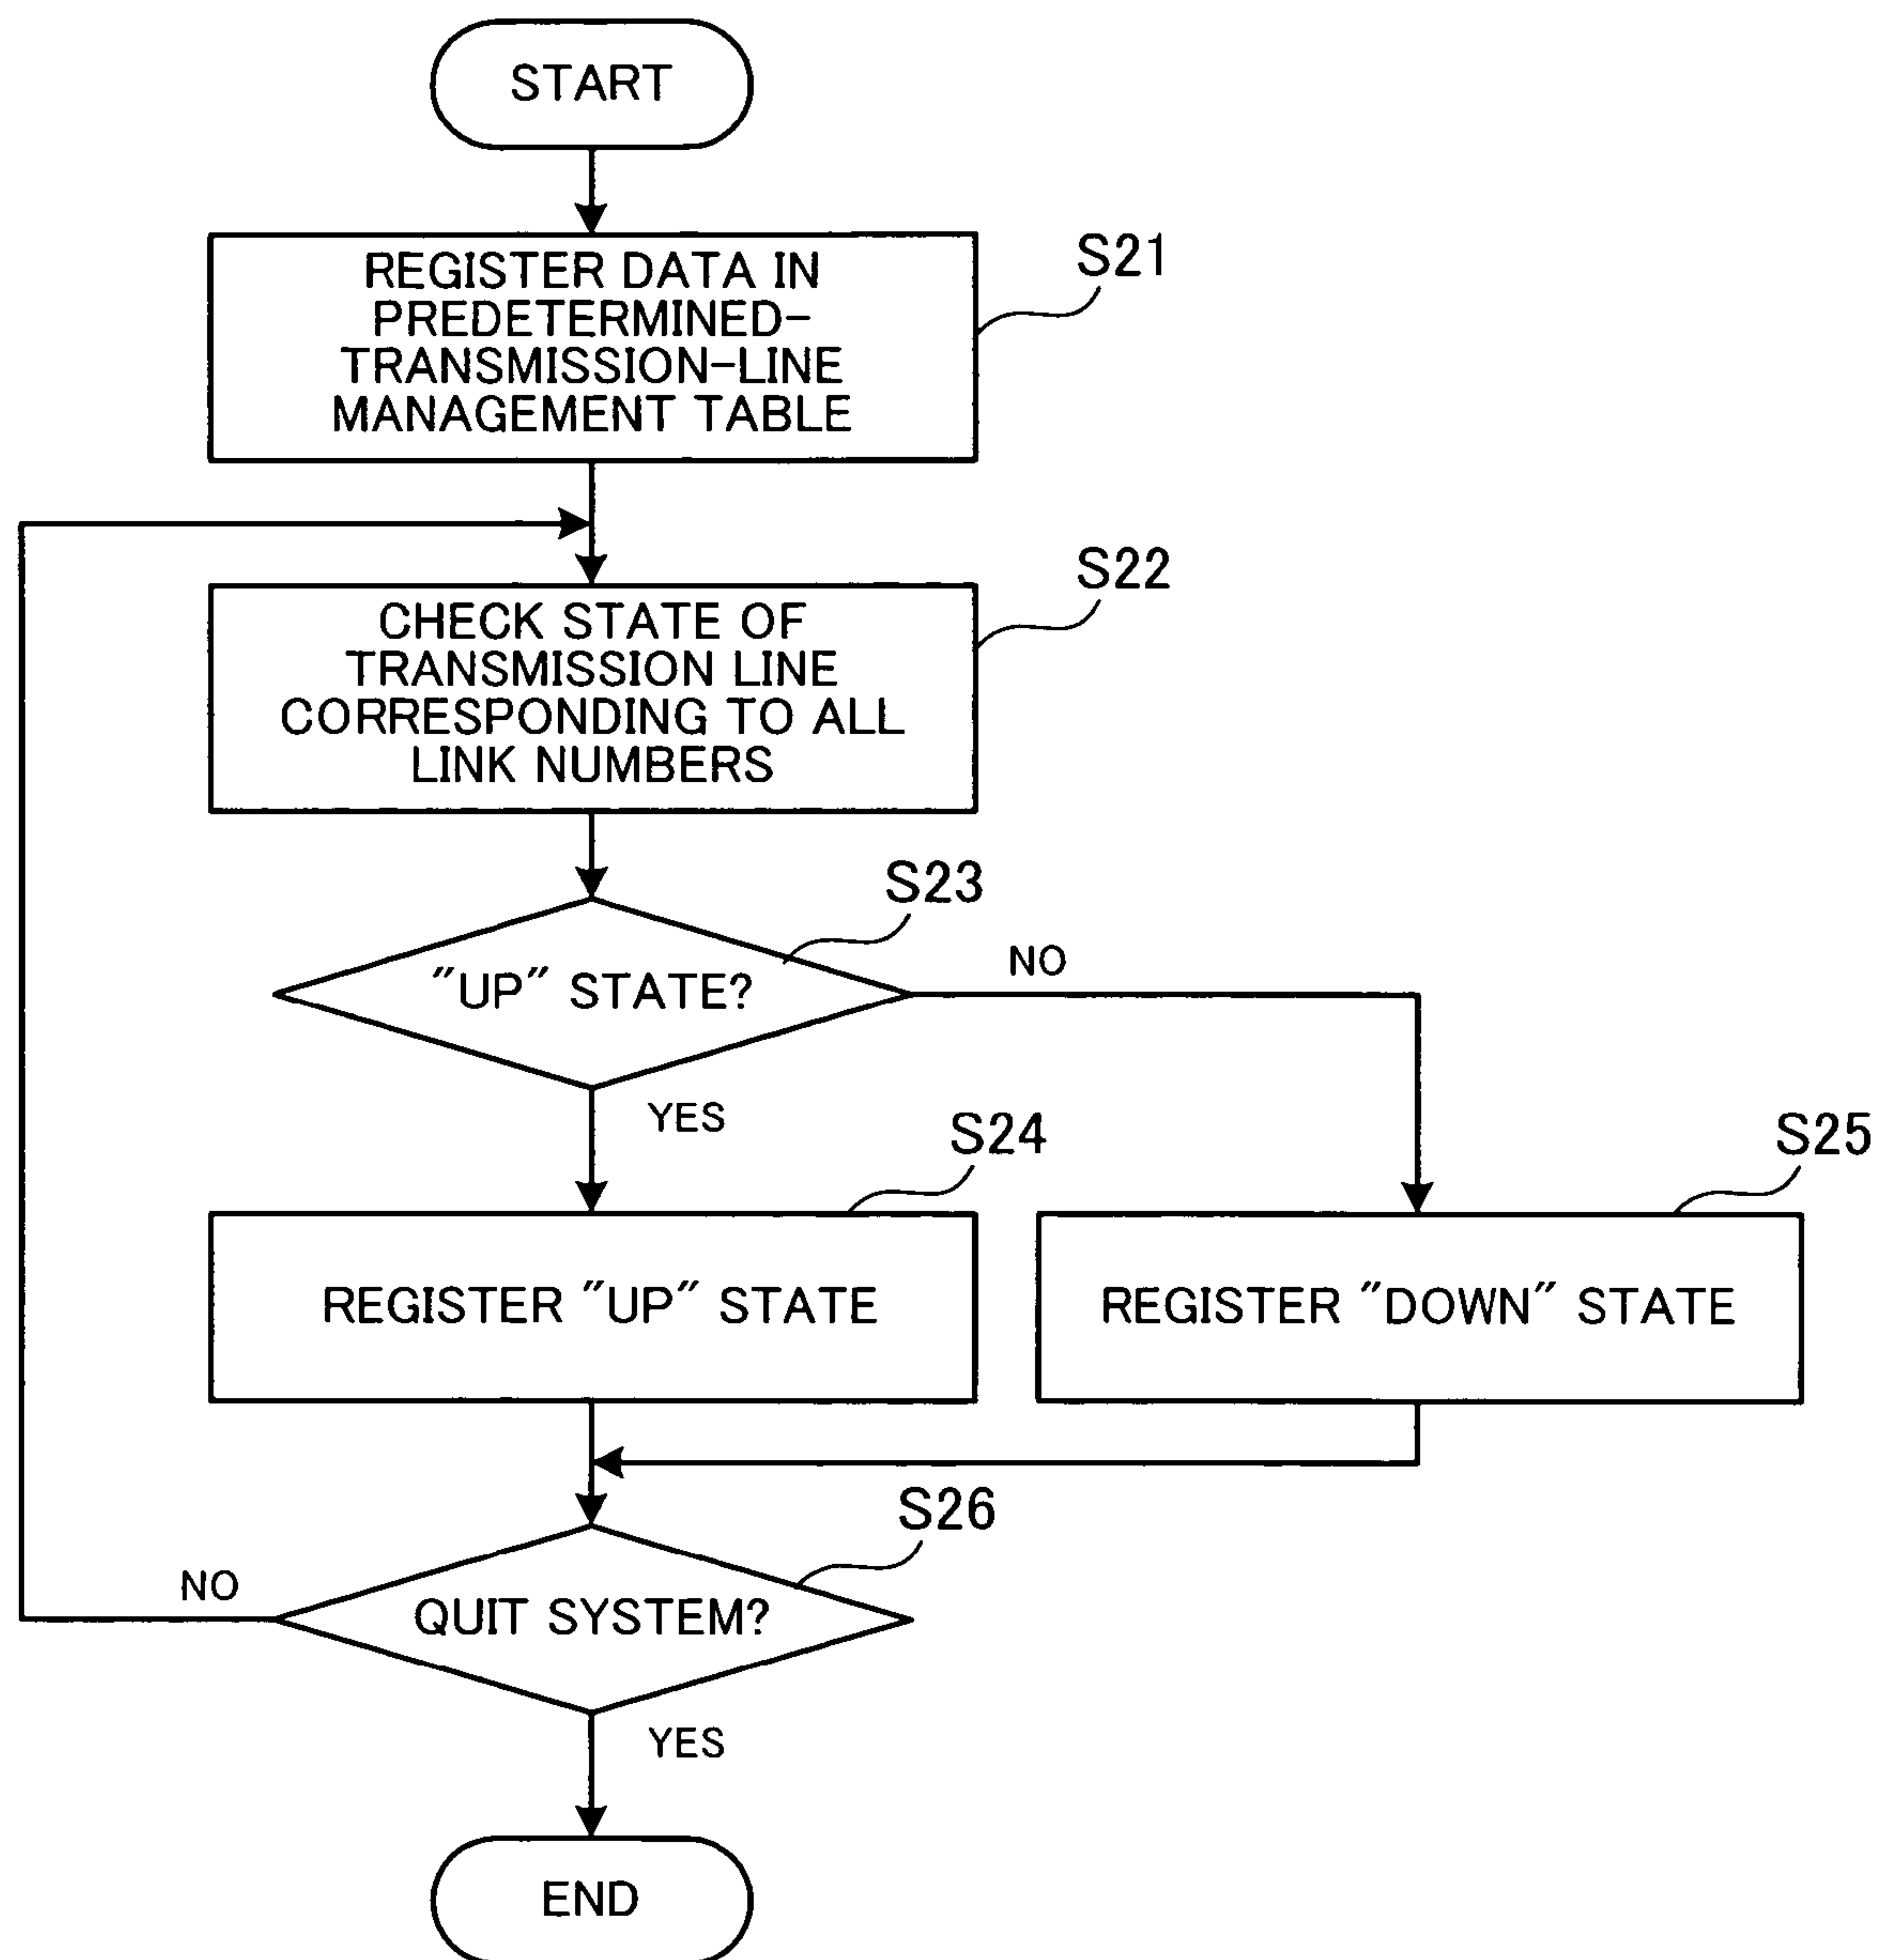 START
REGISTER DATA IN
PREDETERMINED-
TRANSMISSION-LINE
MANAGEMENT TABLE
S21
CHECK STATE OF
TRANSMISSION LINE
CORRESPONDING TO ALL
LINK NUMBERS
S22
S23
"UP" STATE?
NO
YES
S24
S25
REGISTER "UP" STATE
REGISTER "DOWN" STATE
S26
NO
QUIT SYSTEM?
YES
END